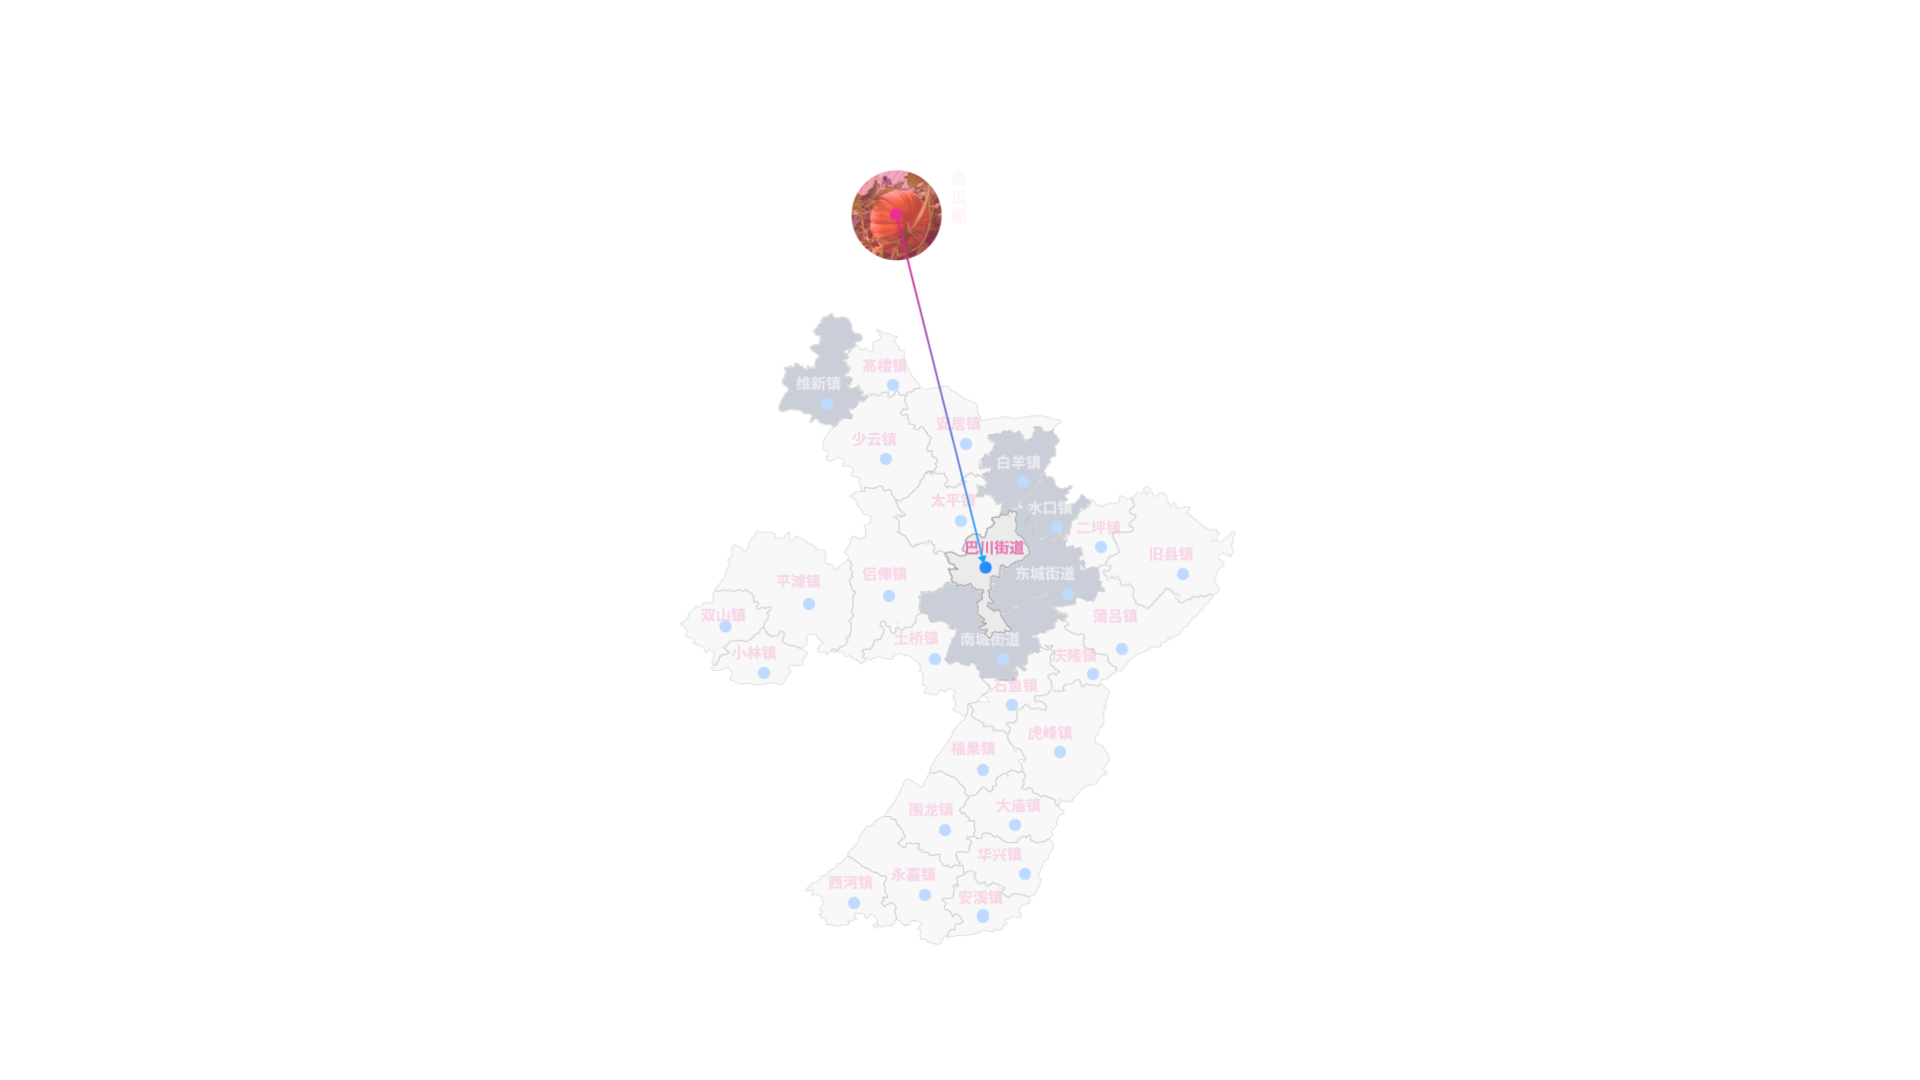 南
瓜
棚
高楼镇
维新镇
安居镇
少云镇
白羊镇
太平镇
水口镇
二坪镇
巴川街道
旧县镇
侣俸镇
东城街道
平滩镇
双山镇
蒲吕镇
土桥镇
南城街道
小林镇
庆隆镇
石鱼镇
虎峰镇
福果镇
围龙镇
大庙镇
华兴镇
永嘉镇
西河镇
安溪镇